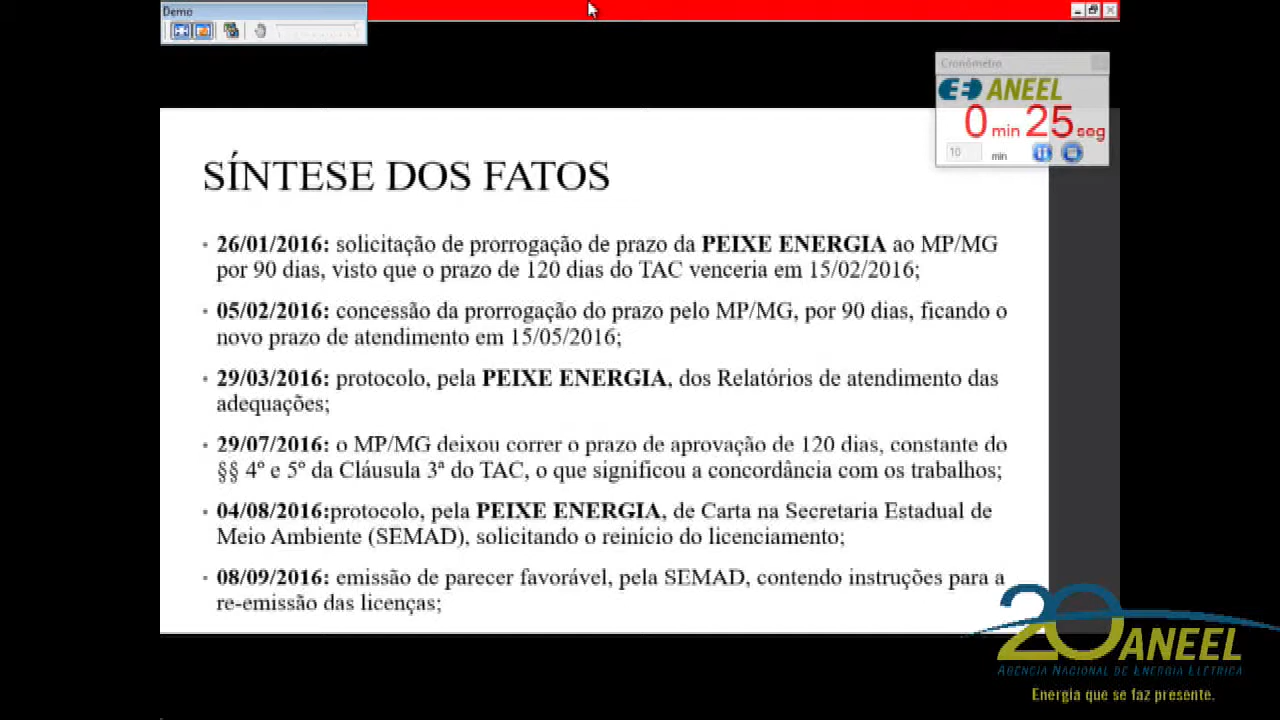 Demo
Cronômetro
ANEEL
0 min 25 seg
10 min
SÍNTESE DOS FATOS
• 26/01/2016: solicitação de prorrogação de prazo da PEIXE ENERGIA ao MP/MG
por 90 dias, visto que o prazo de 120 dias do TAC venceria em 15/02/2016;
• 05/02/2016: concessão da prorrogação do prazo pelo MP/MG, por 90 dias, ficando o
novo prazo de atendimento em 15/05/2016;
• 29/03/2016: protocolo, pela PEIXE ENERGIA, dos Relatórios de atendimento das
adequações;
• 29/07/2016: o MP/MG deixou correr o prazo de aprovação de 120 dias, constante do
§§ 4º e 5º da Cláusula 3ª do TAC, o que significou a concordância com os trabalhos;
• 04/08/2016:protocolo, pela PEIXE ENERGIA, de Carta na Secretaria Estadual de
Meio Ambiente (SEMAD), solicitando o reinício do licenciamento;
• 08/09/2016: emissão de parecer favorável, pela SEMAD, contendo instruções para a
re-emissão das licenças;
20 ANEEL
AGÊNCIA NACIONAL DE ENERGIA ELÉTRICA
Energia que se faz presente.